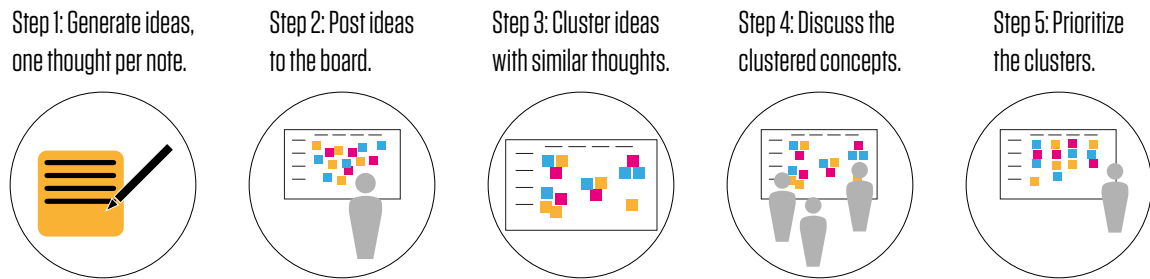 Step 1: Generate ideas,
one thought per note.
Step 2: Post ideas
to the board.
Step 3: Cluster ideas
with similar thoughts.
Step 4: Discuss the
clustered concepts.
Step 5: Prioritize
the clusters.